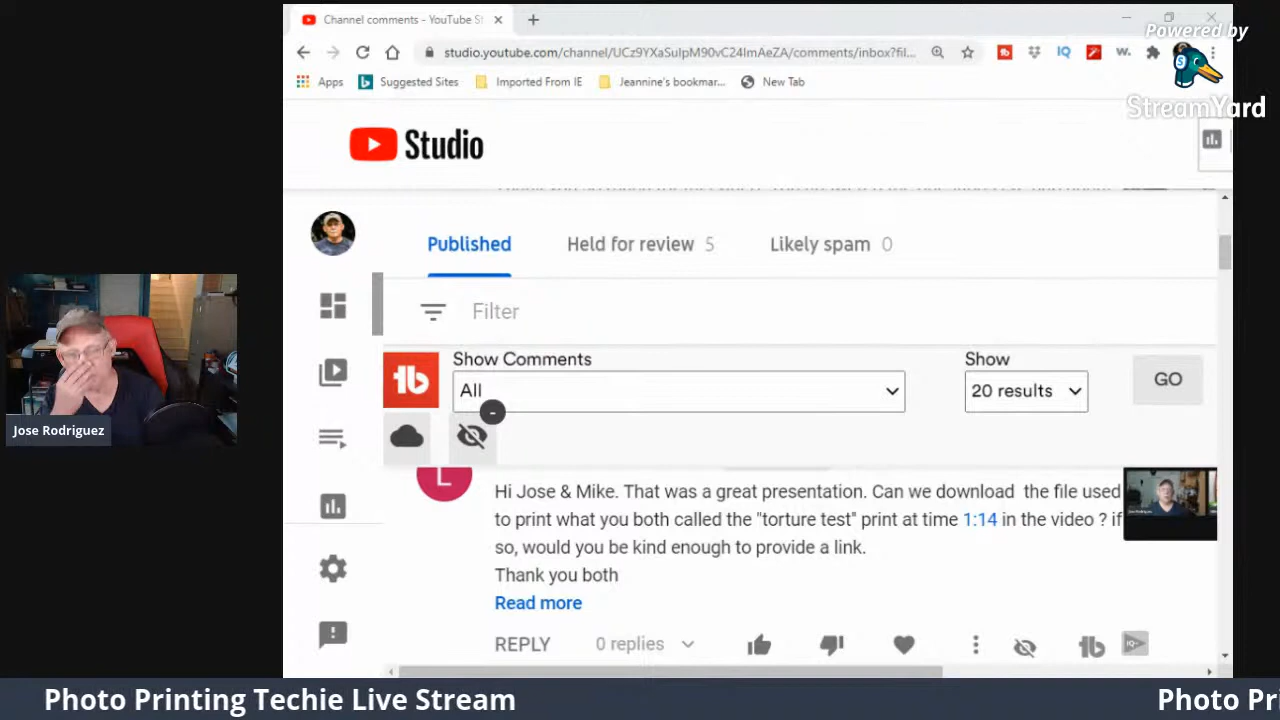 Channel comments - YouTube St
Powered by
StreamYard
studio.youtube.com/channel/UCz9YXaSulpM90vC24ImAeZA/comments/inbox?fil...
Apps
Suggested Sites
Imported From IE
Jeannine's bookmar...
New Tab
Studio
Published
Held for review 5
Likely spam 0
Filter
Show Comments
Show
All
20 results
GO
L
Hi Jose & Mike. That was a great presentation. Can we download the file used
to print what you both called the "torture test" print at time 1:14 in the video ? if
so, would you be kind enough to provide a link.
Thank you both
Read more
REPLY
0 replies
Jose Rodriguez
Photo Printing Techie Live Stream
Photo Pri